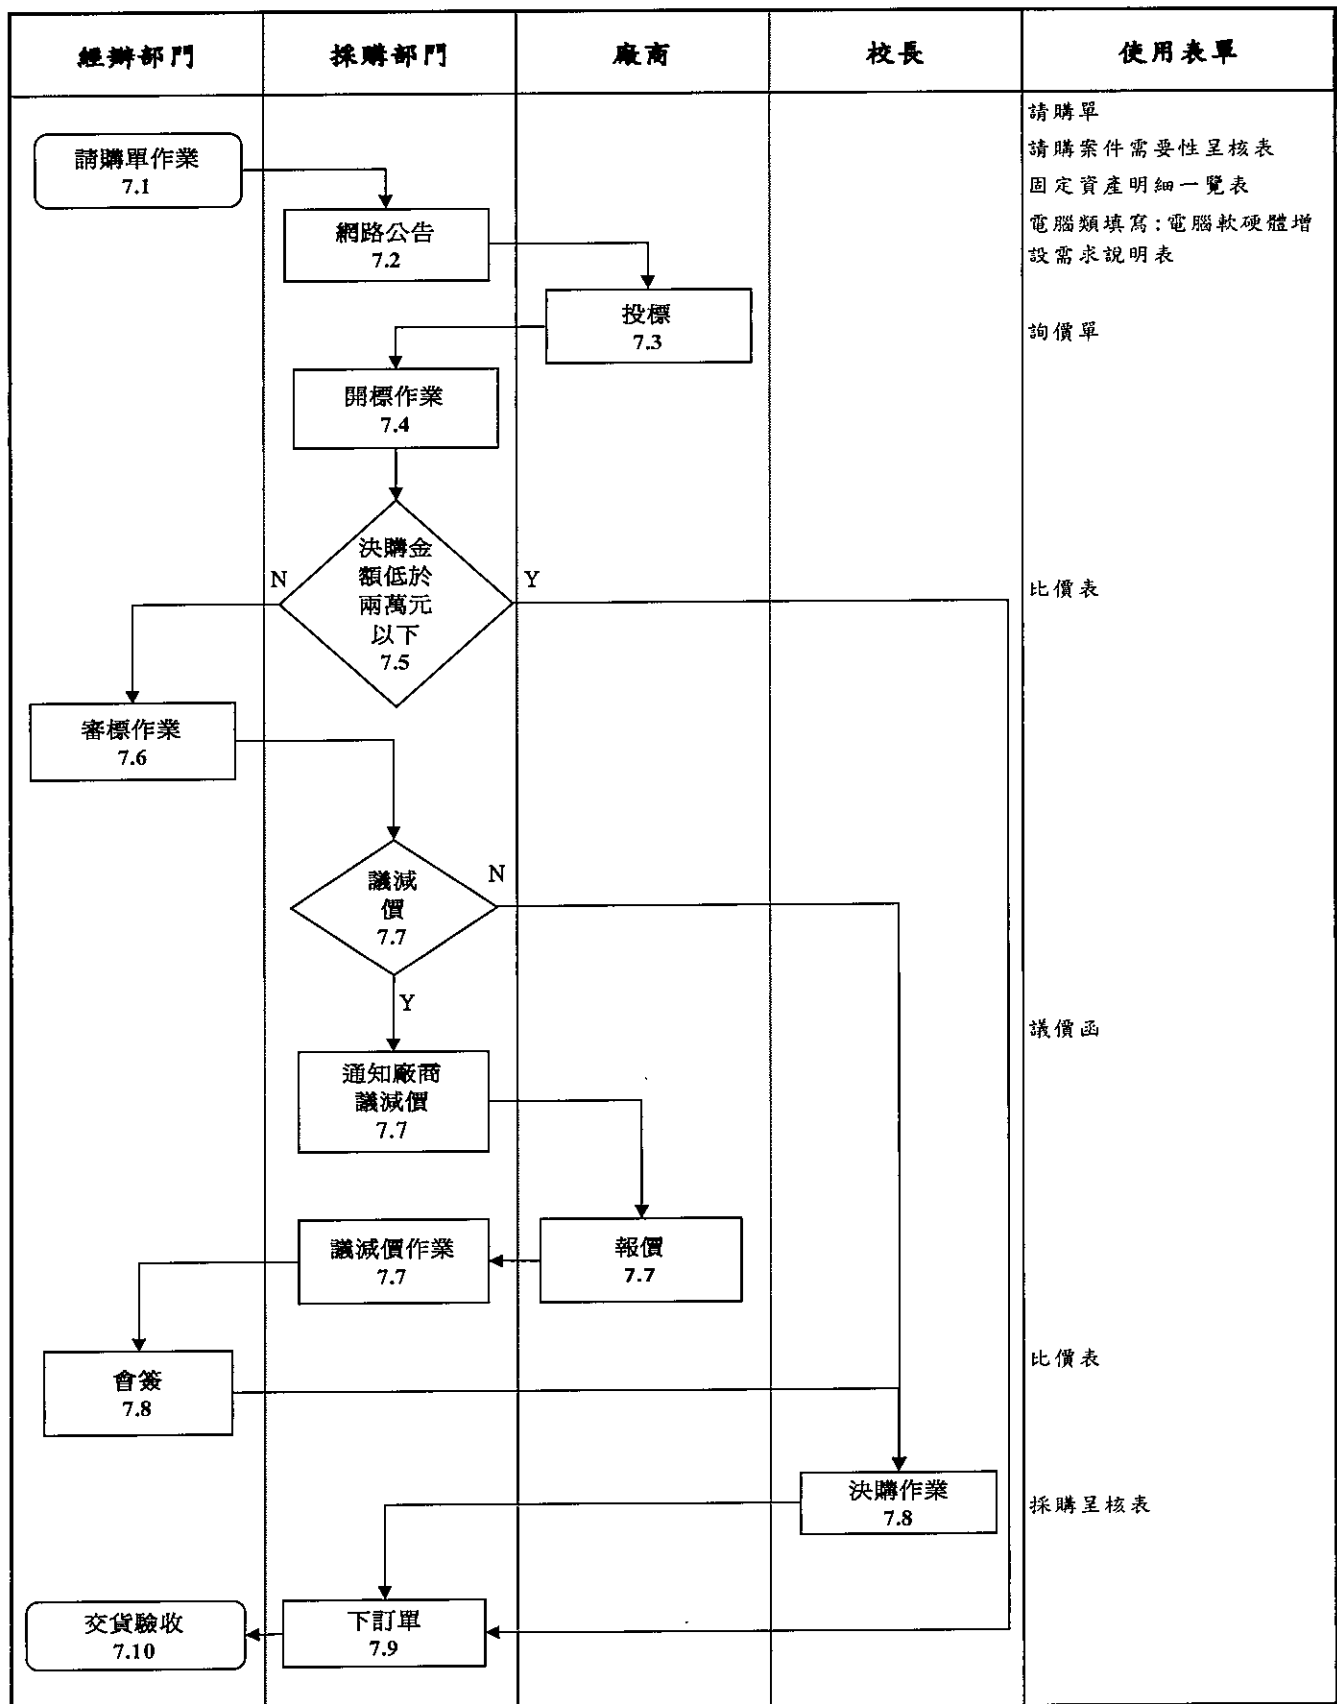 經辦部門
採購部門
廠商
校長
使用表單
請購單
請購單作業
7.1
請購案件需要性呈核表
固定資產明細一覽表
網路公告
7.2
電腦類填寫:電腦軟硬體增
設需求說明表
投標
7.3
詢價單
開標作業
7.4
決購金
額低於
兩萬元
以下
7.5
N
Y
比價表
審標作業
7.6
議減
價
7.7
N
Y
議價函
通知廠商
議減價
7.7
議減價作業
7.7
報價
7.7
比價表
會簽
7.8
決購作業
7.8
採購呈核表
交貨驗收
7.10
下訂單
7.9